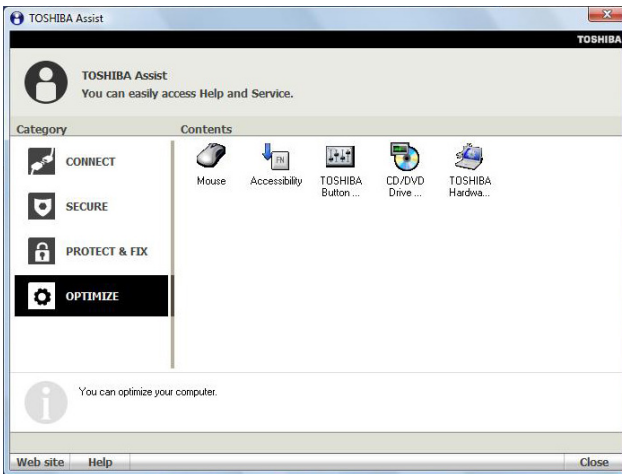 TOSHIBA Assist
TOSHIBA
TOSHIBA Assist
You can easily access Help and Service.
Category
Contents
CONNECT
SECURE
PROTECT & FIX
OPTIMIZE
Mouse
Accessibility
FN
TOSHIBA
Button ...
CD/DVD
Drive ...
TOSHIBA
Hardwa...
You can optimize your computer.
Web site
Help
Close